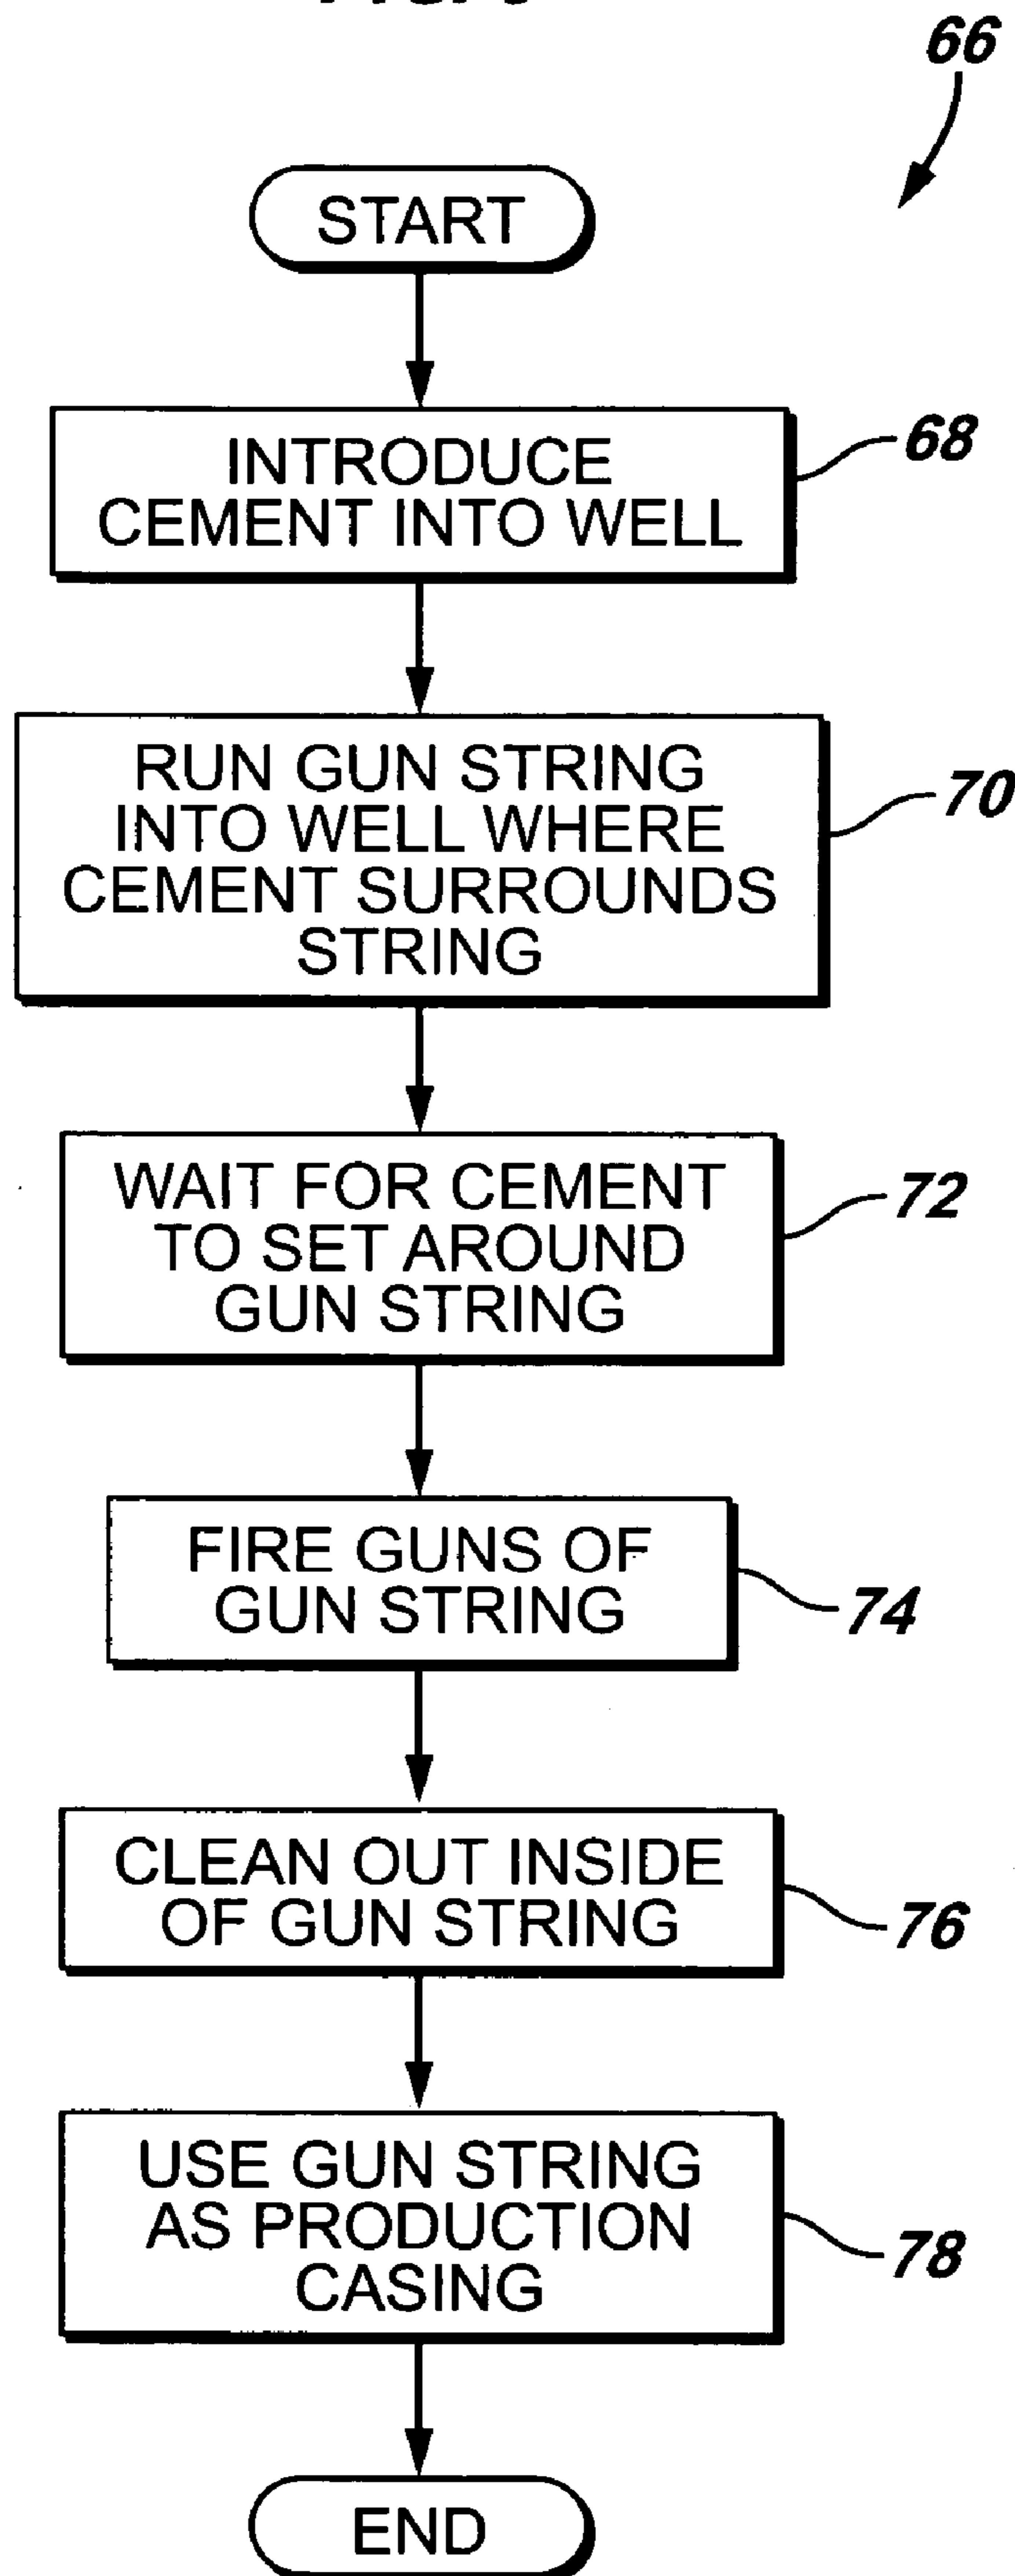 66
START
INTRODUCE
CEMENT INTO WELL
68
RUN GUN STRING
INTO WELL WHERE
CEMENT SURROUNDS
STRING
70
WAIT FOR CEMENT
TO SET AROUND
GUN STRING
72
FIRE GUNS OF
GUN STRING
74
CLEAN OUT INSIDE
OF GUN STRING
76
USE GUN STRING
AS PRODUCTION
CASING
78
END